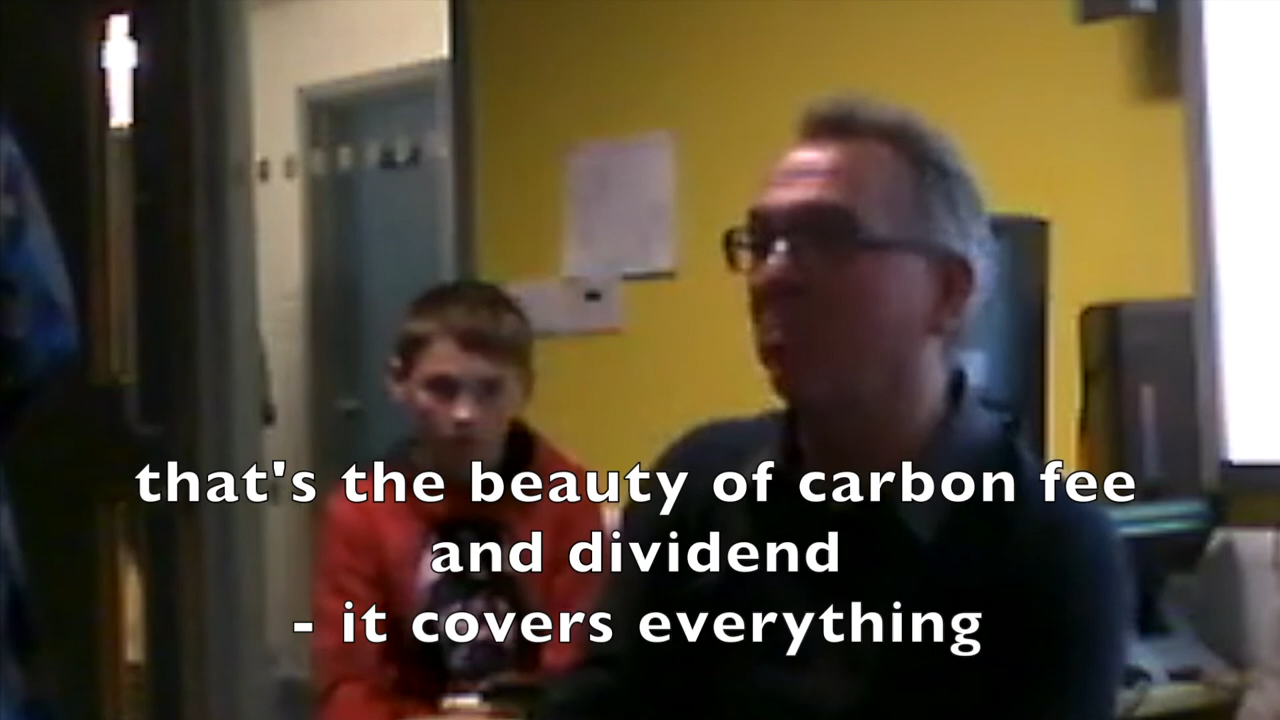 that's the beauty of carbon fee
and dividend
- it covers everything